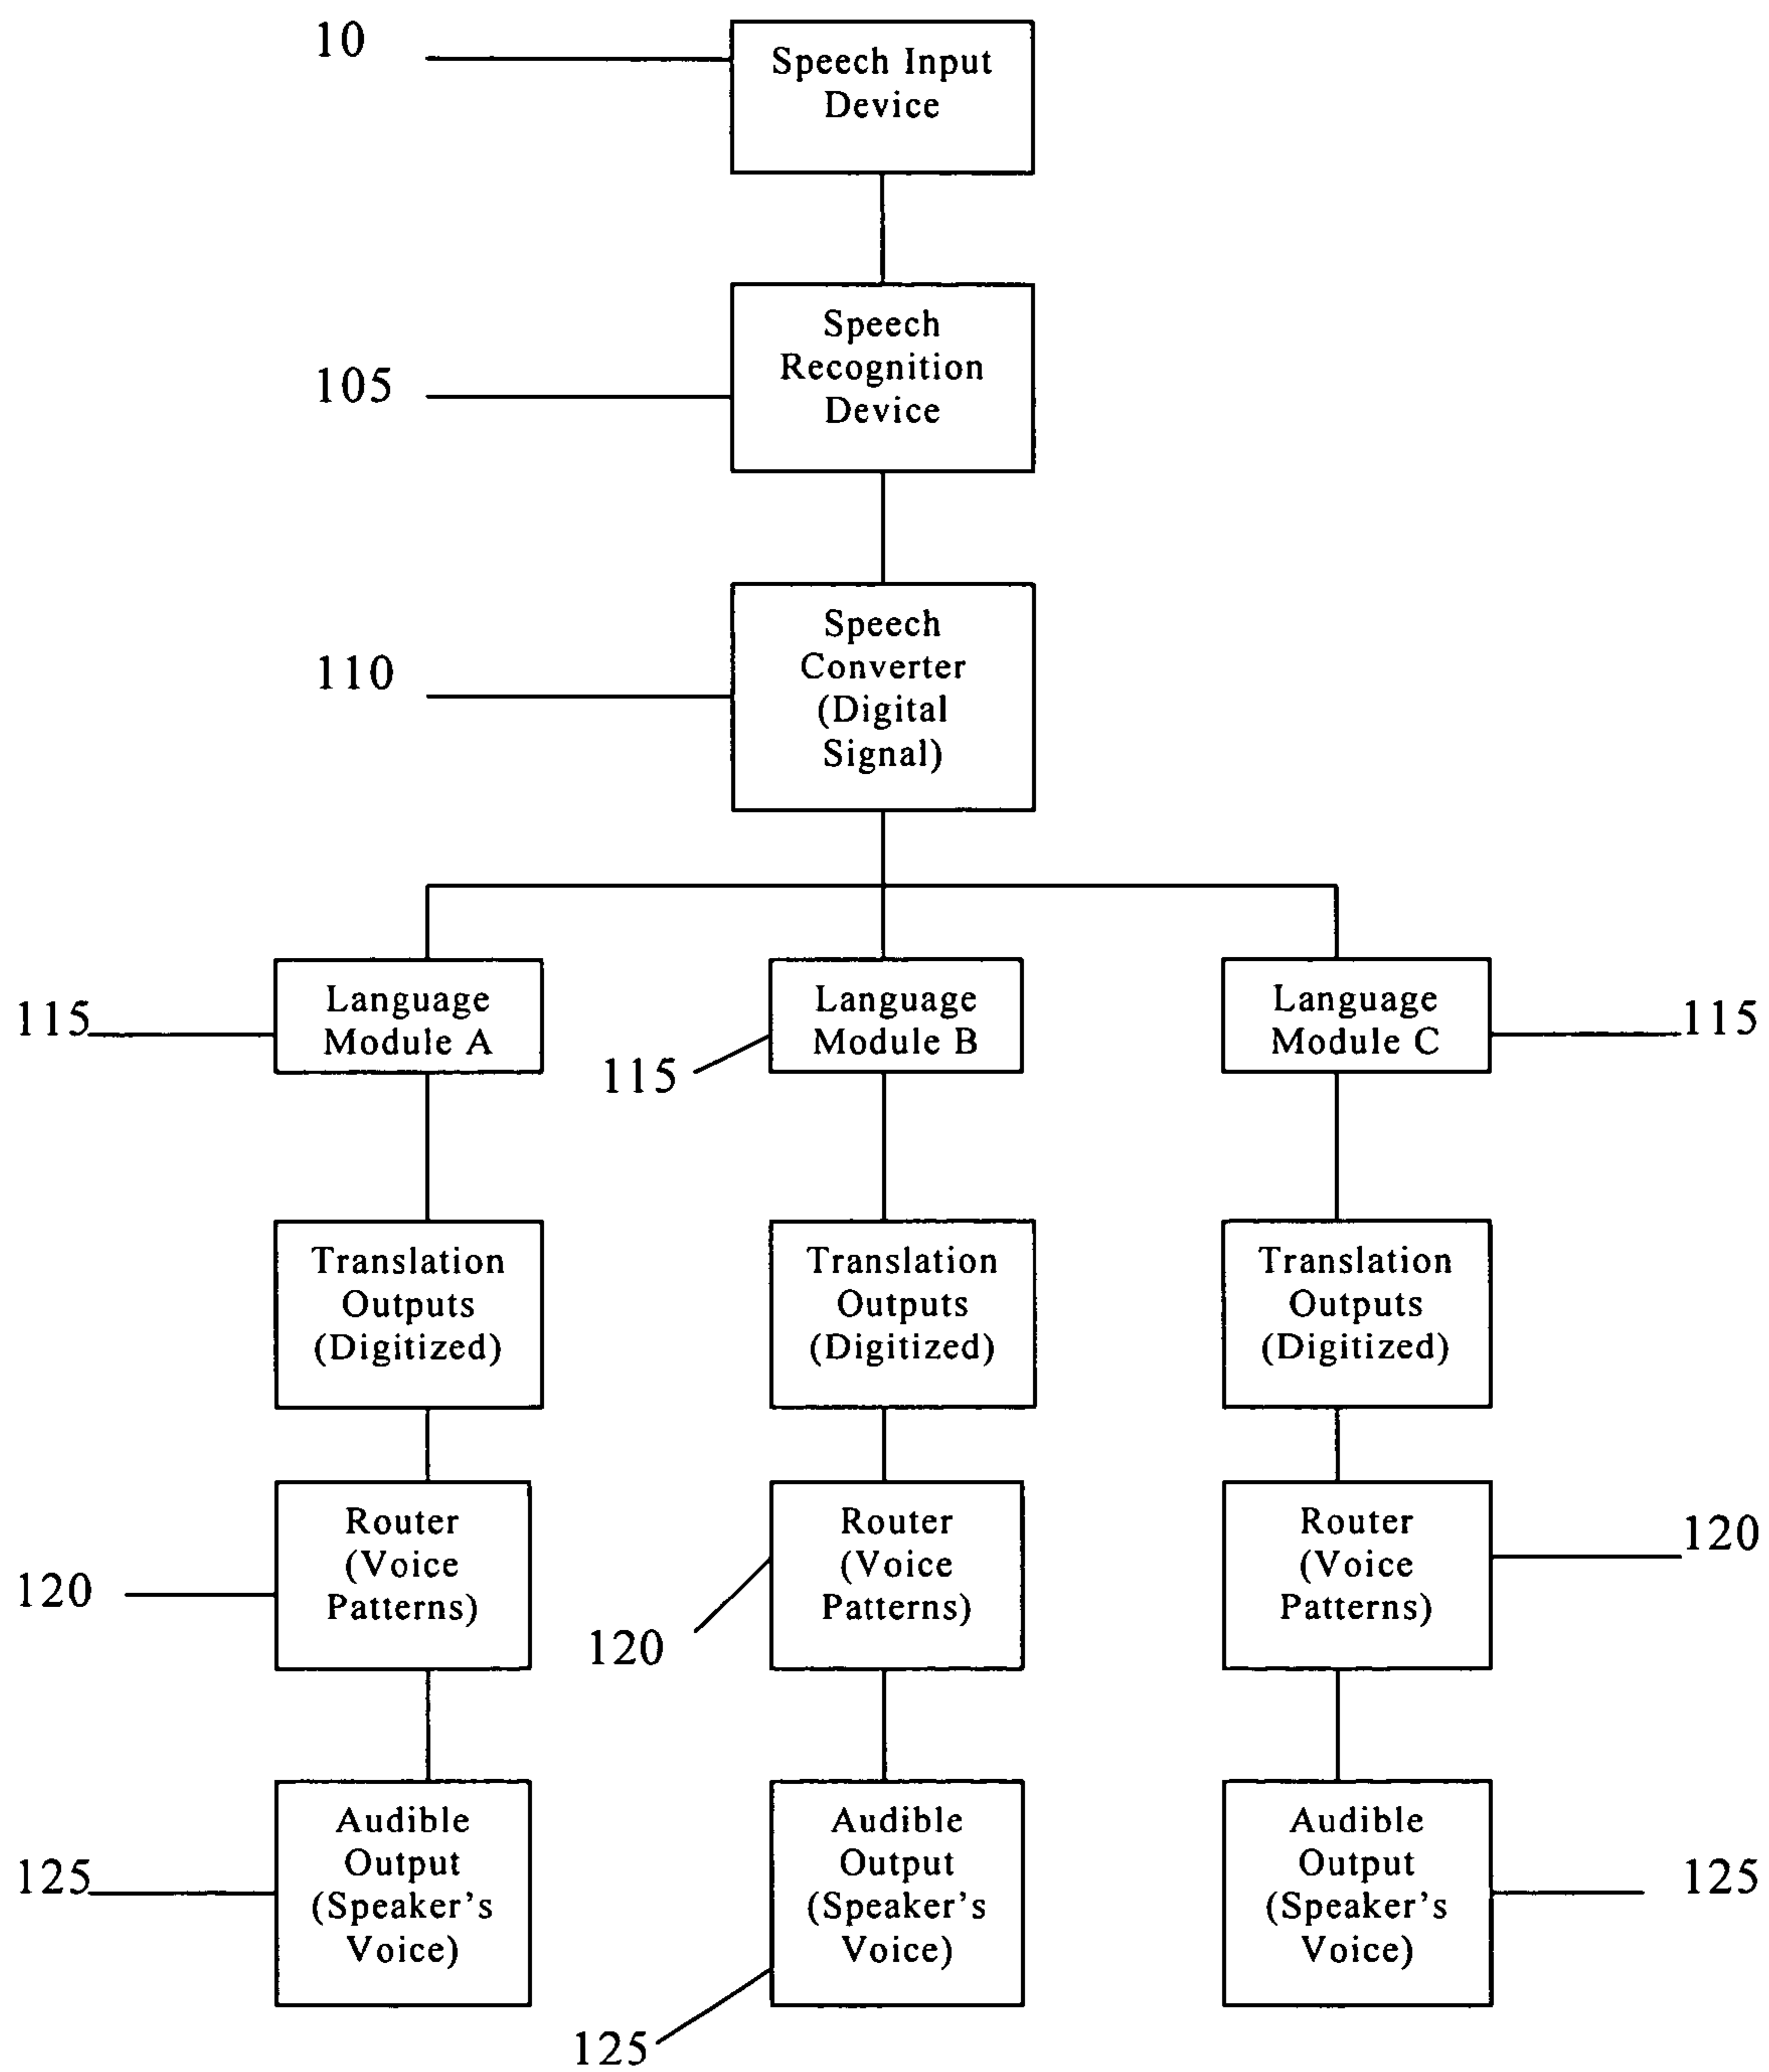 10
Speech Input
Device
105
Speech
Recognition
Device
110
Speech
Converter
(Digital
Signal)
115
Language
Module A
115
Language
Module B
Language
Module C
115
Translation
Outputs
(Digitized)
Translation
Outputs
(Digitized)
Translation
Outputs
(Digitized)
120
Router
(Voice
Patterns)
120
Router
(Voice
Patterns)
Router
(Voice
Patterns)
120
125
Audible
Output
(Speaker's
Voice)
125
Audible
Output
(Speaker's
Voice)
Audible
Output
(Speaker's
Voice)
125